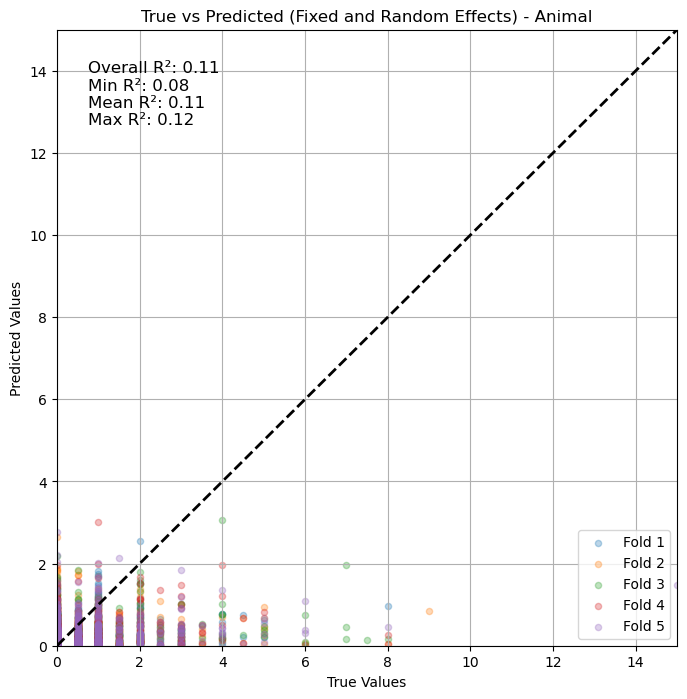 True vs Predicted (Fixed and Random Effects) - Animal
Overall R²: 0.11
Min R²: 0.08
Mean R²: 0.11
Max R²: 0.12
14
12
10
8
6
4
2
0
Predicted Values
Fold 1
Fold 2
Fold 3
Fold 4
Fold 5
0 2 4 6 8 10 12 14
True Values